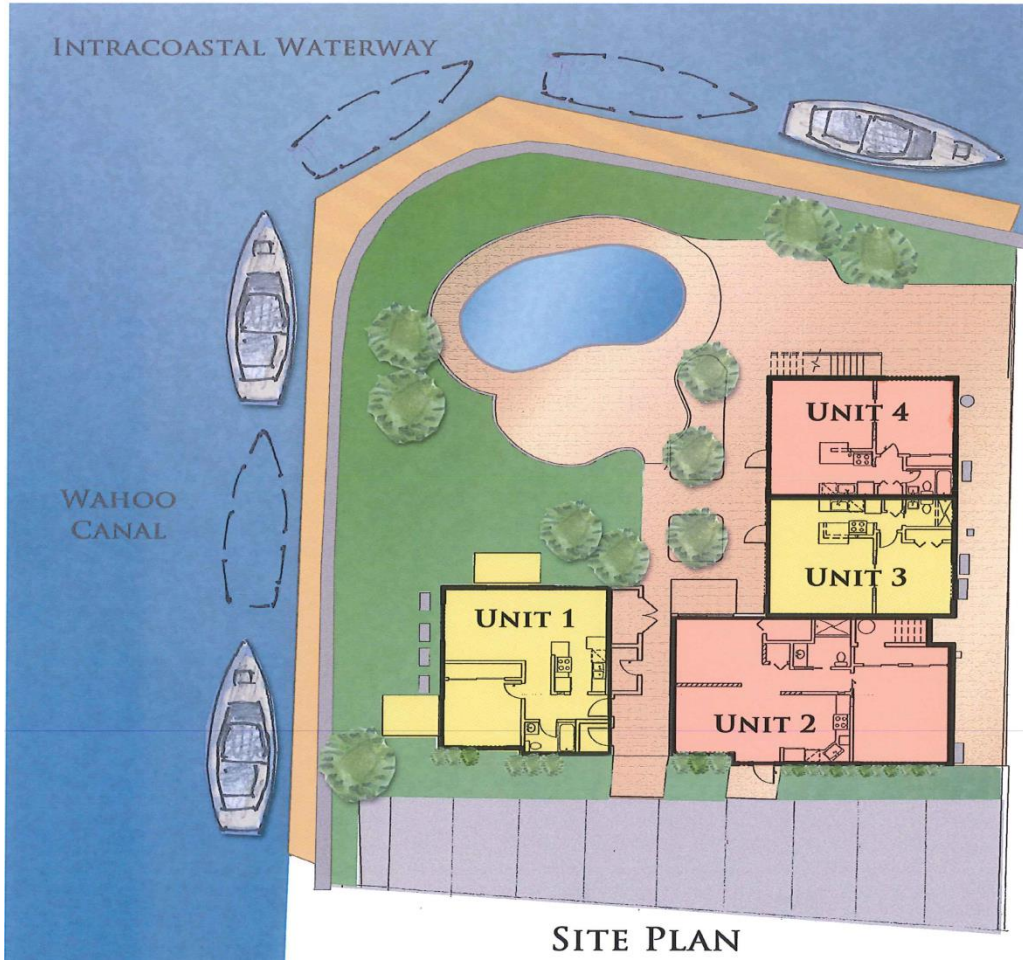 INTRACOASTAL WATERWAY
UNIT 4
WAHOO
CANAL
UNIT 3
UNIT 1
UNIT 2
SITE PLAN